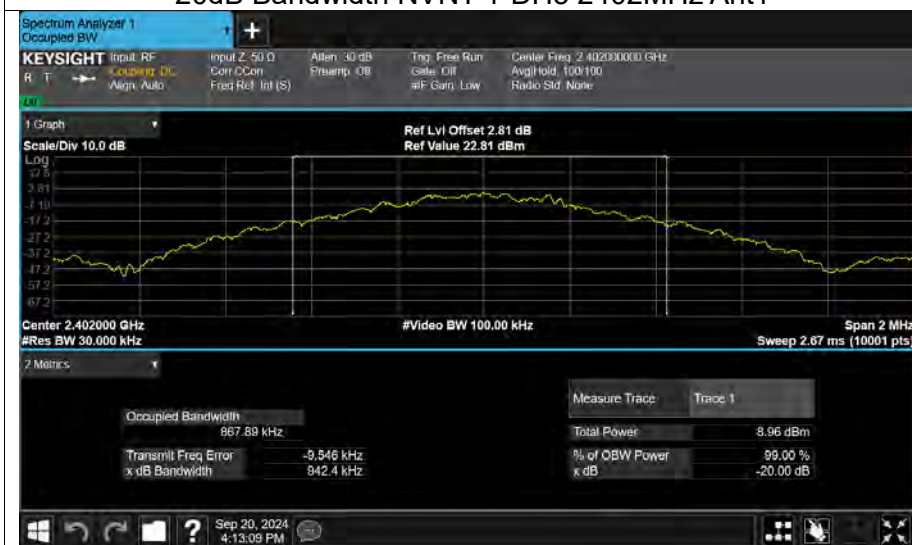 -20dB Bandwidth NVNT 1-DH5 2402MHz Ant1
Spectrum Analyzer 1
Occupied BW
KEYSIGHT Input: RF Input Z: 50 Ω Atten: 30 dB Trig: Free Run Center Freq: 2.402000000 GHz
R T Coupling: DC Corr CCorr Preamp: Off Gate: Off Avg|Hold: 100/100
Align: Auto Freq Ref: Int (S) #IF Gain: Low Radio Std: None
1 Graph
Ref Lvl Offset 2.81 dB
Scale/Div 10.0 dB Ref Value 22.81 dBm
Log
2.81
-7.19
-17.2
-27.2
-37.2
-47.2
-57.2
-67.2
Center 2.402000 GHz #Video BW 100.00 kHz Span 2 MHz
#Res BW 30.000 kHz Sweep 2.67 ms (10001 pts)
2 Metrics
Measure Trace Trace 1
Occupied Bandwidth
867.89 kHz Total Power 8.96 dBm
Transmit Freq Error -9.546 kHz % of OBW Power 99.00 %
x dB Bandwidth 942.4 kHz x dB -20.00 dB
? Sep 20, 2024
4:13:09 PM